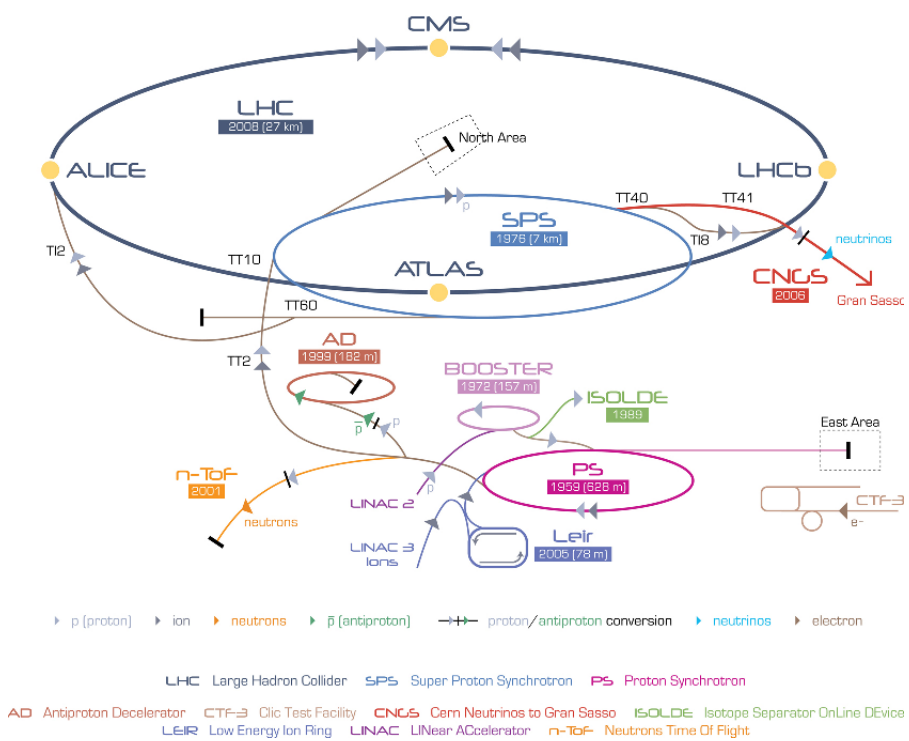 CMS
LHC
2008 (27 km)
North Area
ALICE
LHCb
TT40
TT41
SPS
1976 (7 km)
p
TI8
neutrinos
TI2
TT10
ATLAS
CNGS
2006
Gran Sasso
TT60
AD
1999 (182 m)
TT2
BOOSTER
1972 (157 m)
ISOLDE
1989
East Area
p̅
p
n-ToF
2001
neutrons
LINAC 2
p
PS
1959 (628 m)
CTF-3
e-
LINAC 3
Ions
Leir
2005 (78 m)
p (proton) ion neutrons p̅ (antiproton) proton/antiproton conversion neutrinos electron
LHC Large Hadron Collider SPS Super Proton Synchrotron PS Proton Synchrotron
AD Antiproton Decelerator CTF-3 Clic Test Facility CNGS Cern Neutrinos to Gran Sasso ISOLDE Isotope Separator OnLine DEvice
LEIR Low Energy Ion Ring LINAC LINear ACcelerator n-ToF Neutrons Time Of Flight